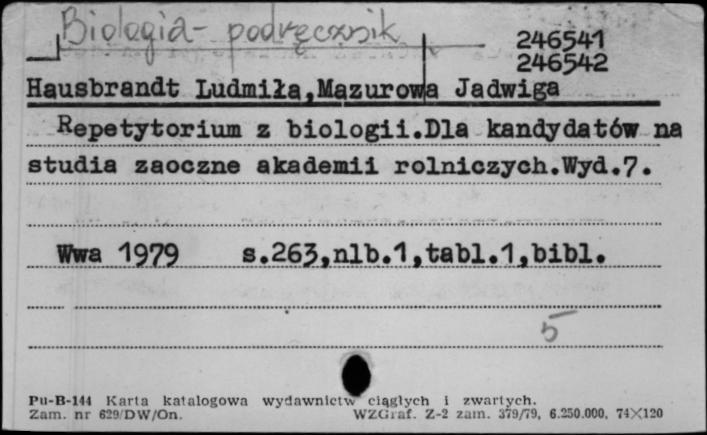 Biologia - podręcznik
246541
246542
Hausbrandt Ludmiła,Mazurowa Jadwiga
Repetytorium z biologii.Dla kandydatów na
studia zaoczne akademii rolniczych.Wyd.7.
Wwa 1979 s.263,nlb.1,tabl.1,bibl.
5
Pu-B-144 Karta katalogowa wydawnictw ciągłych i zwartych.
Zam. nr 629/DW/On. WZGraf. Z-2 zam. 379/79, 6.250.000, 74×120